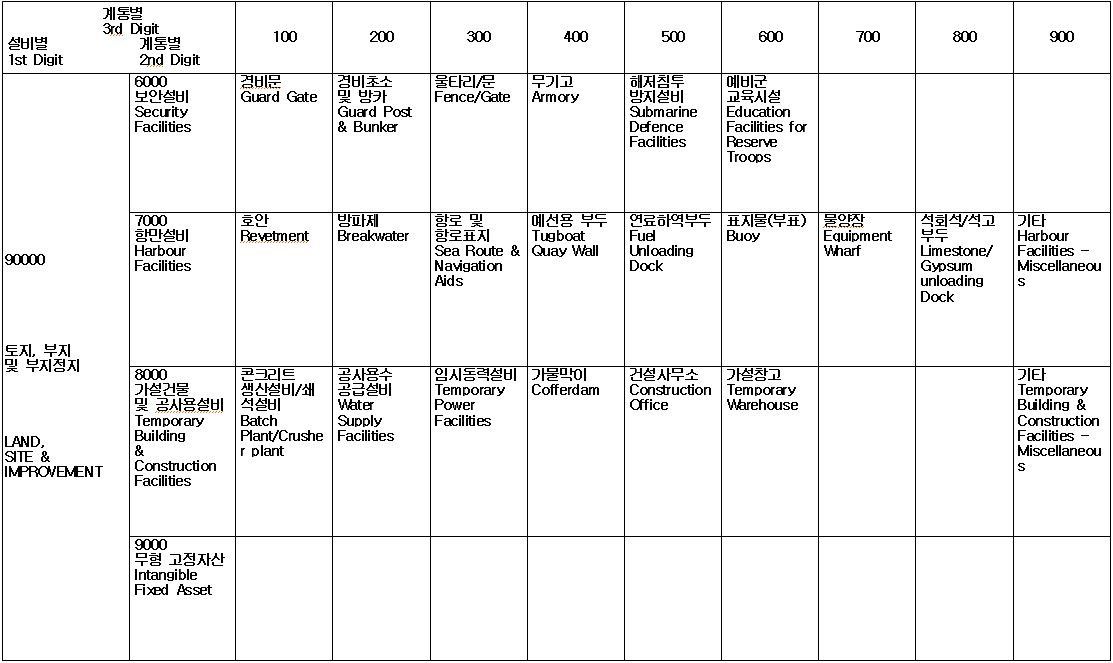 계통별
3rd Digit
설비별
1st Digit
계통별
2nd Digit
100
200
300
400
500
600
700
800
900
90000
토지, 부지
및 부지정지
LAND,
SITE &
IMPROVEMENT
6000
보안설비
Security
Facilities
경비문
Guard Gate
경비초소
및 방카
Guard Post
& Bunker
울타리/문
Fence/Gate
무기고
Armory
해저침투
방지설비
Submarine
Defence
Facilities
예비군
교육시설
Education
Facilities for
Reserve
Troops
7000
항만설비
Harbour
Facilities
호안
Revetment
방파제
Breakwater
항로 및
항로표지
Sea Route &
Navigation
Aids
예선용 부두
Tugboat
Quay Wall
연료하역부두
Fuel
Unloading
Dock
표지물(부표)
Buoy
물양장
Equipment
Wharf
석회석/석고
부두
Limestone/
Gypsum
unloading
Dock
기타
Harbour
Facilities –
Miscellaneou
s
8000
가설건물
및 공사용설비
Temporary
Building
&
Construction
Facilities
콘크리트
생산설비/쇄
석설비
Batch
Plant/Crushe
r plant
공사용수
공급설비
Water
Supply
Facilities
임시동력설비
Temporary
Power
Facilities
가물막이
Cofferdam
건설사무소
Construction
Office
가설창고
Temporary
Warehouse
기타
Temporary
Building &
Construction
Facilities –
Miscellaneou
s
9000
무형 고정자산
Intangible
Fixed Asset